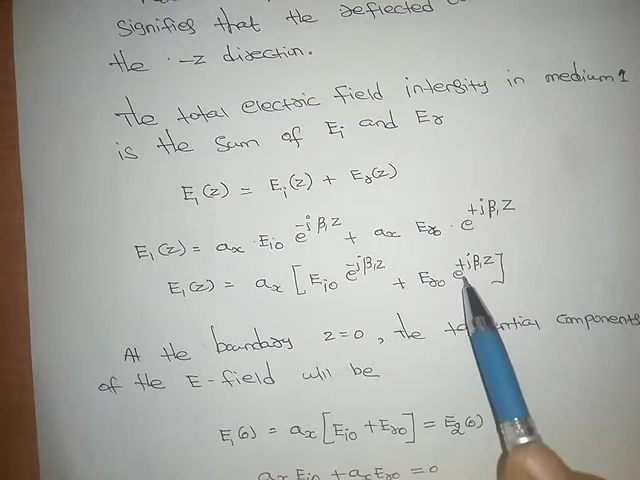 Signifies that the deflected
the -z direction.
The total electric field intensity in medium 1
is the sum of Ei and Er
E₁(z) = Ei(z) + Er(z)
E₁(z) = ax · Ei0 e^-jβ₁z + ax Er0 · e^+jβ₁z
E₁(z) = ax [Ei0 e^-jβ₁z + Er0 e^+jβ₁z]
At the boundary z=0, the components
of the E-field will be
E₁(0) = ax [Ei0 + Er0] = E₂(0)
ax Ei0 + ax Er0 = 0